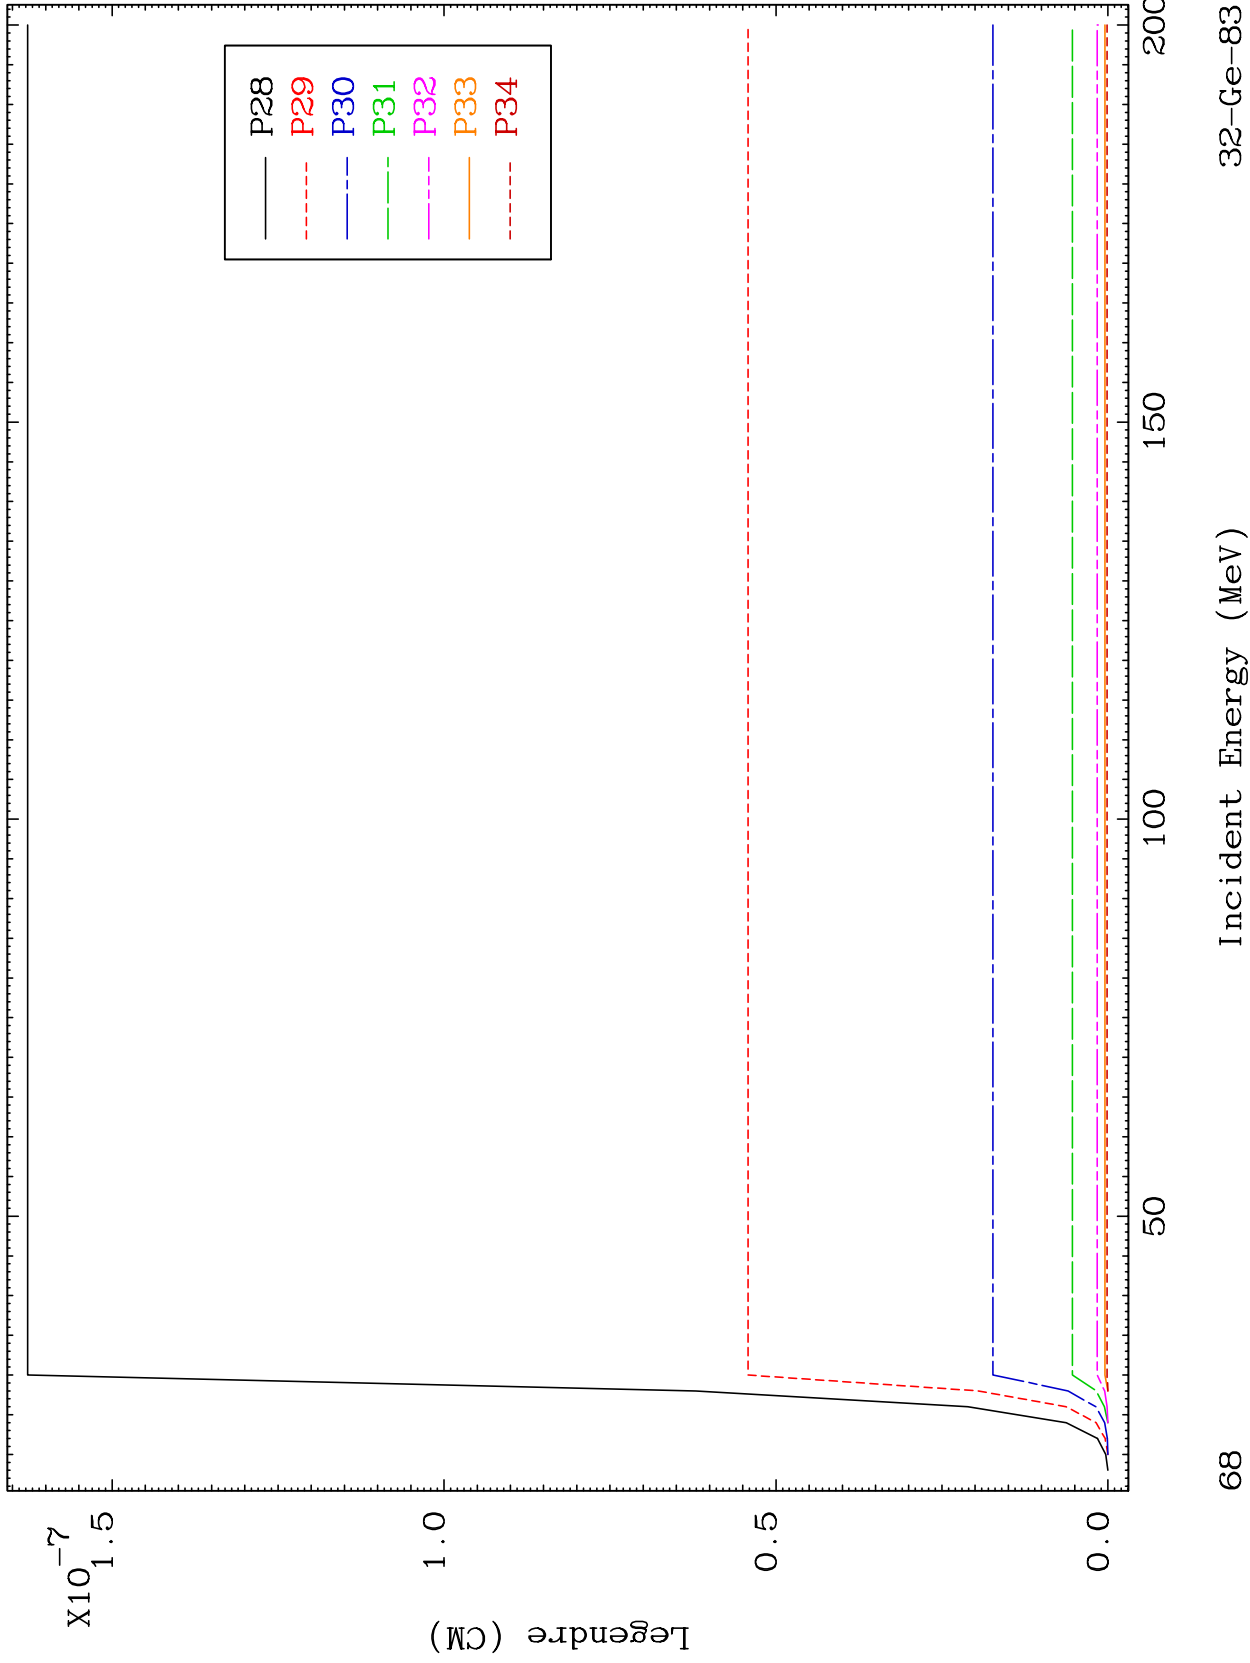 X10-7
1.5
1.0
0.5
0.0
Legendre (CM)
P28
P29
P30
P31
P32
P33
P34
50
100
150
200
Incident Energy (MeV)
68
32-Ge-83